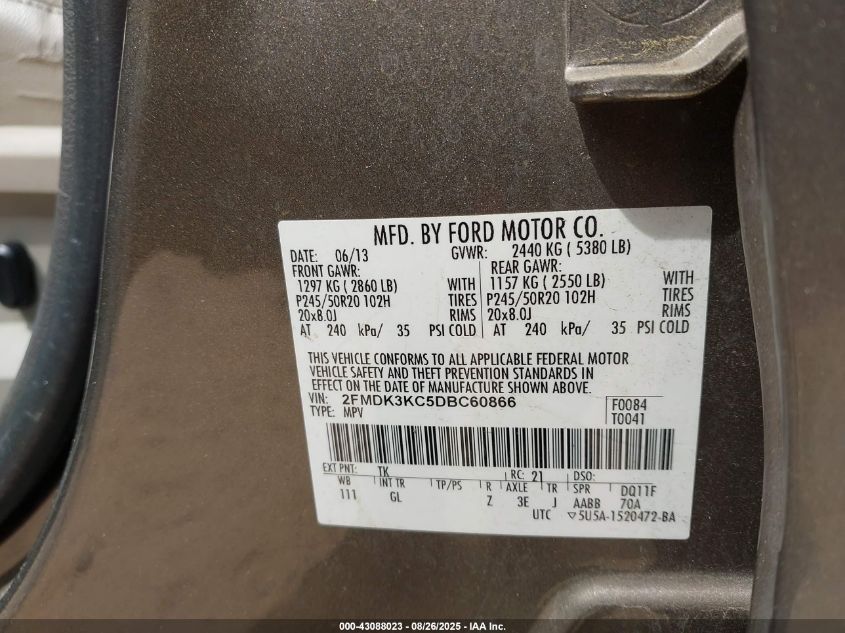 MFD. BY FORD MOTOR CO.
DATE: 06/13 GVWR: 2440 KG ( 5380 LB)
FRONT GAWR: REAR GAWR:
1297 KG ( 2860 LB) WITH 1157 KG ( 2550 LB) WITH
P245/50R20 102H TIRES P245/50R20 102H TIRES
20x8.0J RIMS 20x8.0J RIMS
AT 240 kPa/ 35 PSI COLD AT 240 kPa/ 35 PSI COLD
THIS VEHICLE CONFORMS TO ALL APPLICABLE FEDERAL MOTOR
VEHICLE SAFETY AND THEFT PREVENTION STANDARDS IN
EFFECT ON THE DATE OF MANUFACTURE SHOWN ABOVE.
VIN: 2FMDK3KC5DBC60866 F0084
TYPE: MPV T0041
EXT PNT: TK RC: 21 DSO:
WB INT TR TP/PS R AXLE TR SPR DQ11F
111 GL Z 3E J AABB 70A
UTC ▽5U5A-1520472-BA
000-43088023 - 08/26/2025 - IAA Inc.